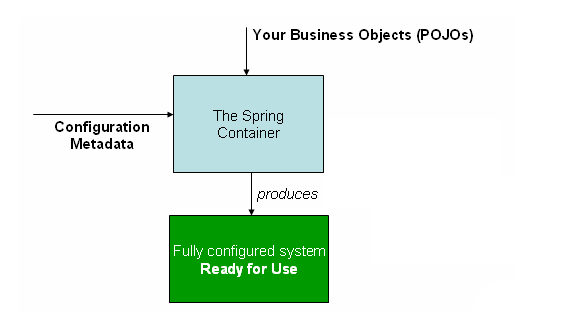 Your Business Objects (POJOs)
The Spring
Container
Configuration
Metadata
produces
Fully configured system
Ready for Use